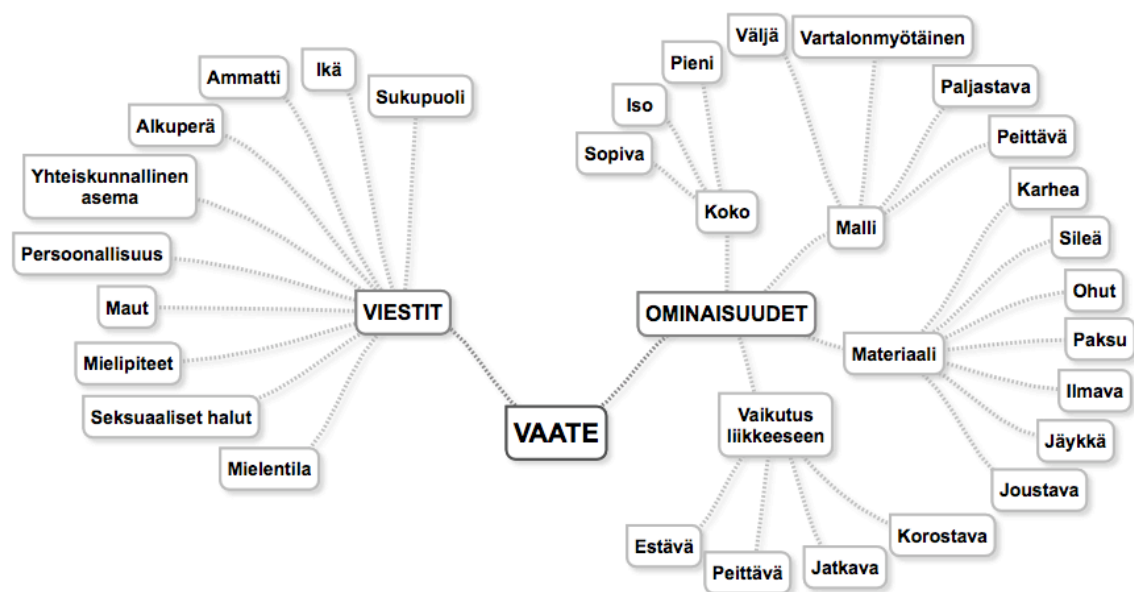 Ammatti
Ikä
Sukupuoli
Alkuperä
Yhteiskunnallinen
asema
Persoonallisuus
Maut
Mielipiteet
Seksuaaliset halut
Mielentila
VIESTIT
VAATE
OMINAISUUDET
Koko
Sopiva
Iso
Pieni
Malli
Väljä
Vartalonmyötäinen
Paljastava
Peittävä
Materiaali
Karhea
Sileä
Ohut
Paksu
Ilmava
Jäykkä
Joustava
Vaikutus
liikkeeseen
Estävä
Peittävä
Jatkava
Korostava